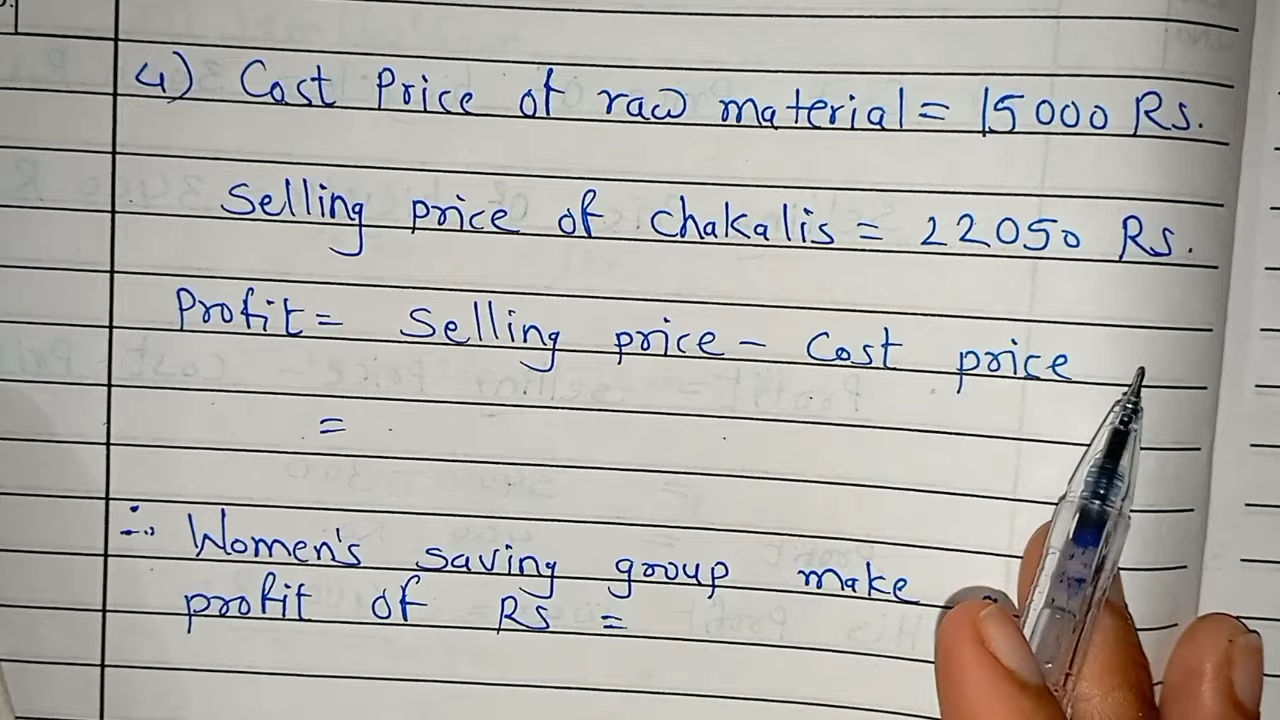 4) Cost Price of raw material = 15000 Rs.
Selling price of chakalis = 22050 Rs.
Profit = Selling price - Cost price
=
∴ Women's saving group make
profit of RS =